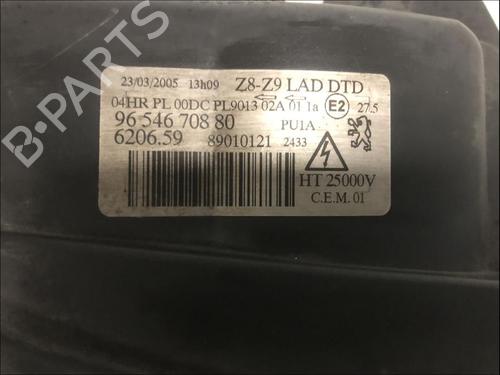 23/03/2005 13h09 Z8-Z9 LAD DTD
04HR PL 00DC PL9013 02A 01 1a E2 27.5
96 546 708 80 PU1A
6206.59 89010121 2433
HT 25000V
C.E.M. 01
B-PARTS